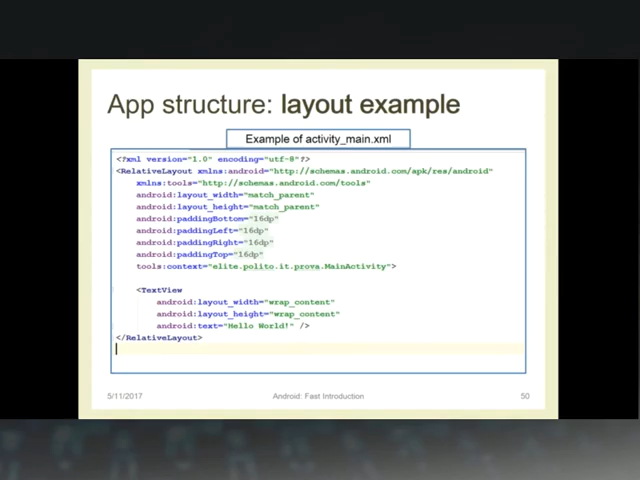 App structure: layout example
Example of activity_main.xml
<?xml version="1.0" encoding="utf-8"?>
<RelativeLayout xmlns:android="http://schemas.android.com/apk/res/android"
xmlns:tools="http://schemas.android.com/tools"
android:layout_width="match_parent"
android:layout_height="match_parent"
android:paddingBottom="16dp"
android:paddingLeft="16dp"
android:paddingRight="16dp"
android:paddingTop="16dp"
tools:context="elite.polito.it.prova.MainActivity">
<TextView
android:layout_width="wrap_content"
android:layout_height="wrap_content"
android:text="Hello World!" />
</RelativeLayout>
5/11/2017
Android: Fast Introduction
50